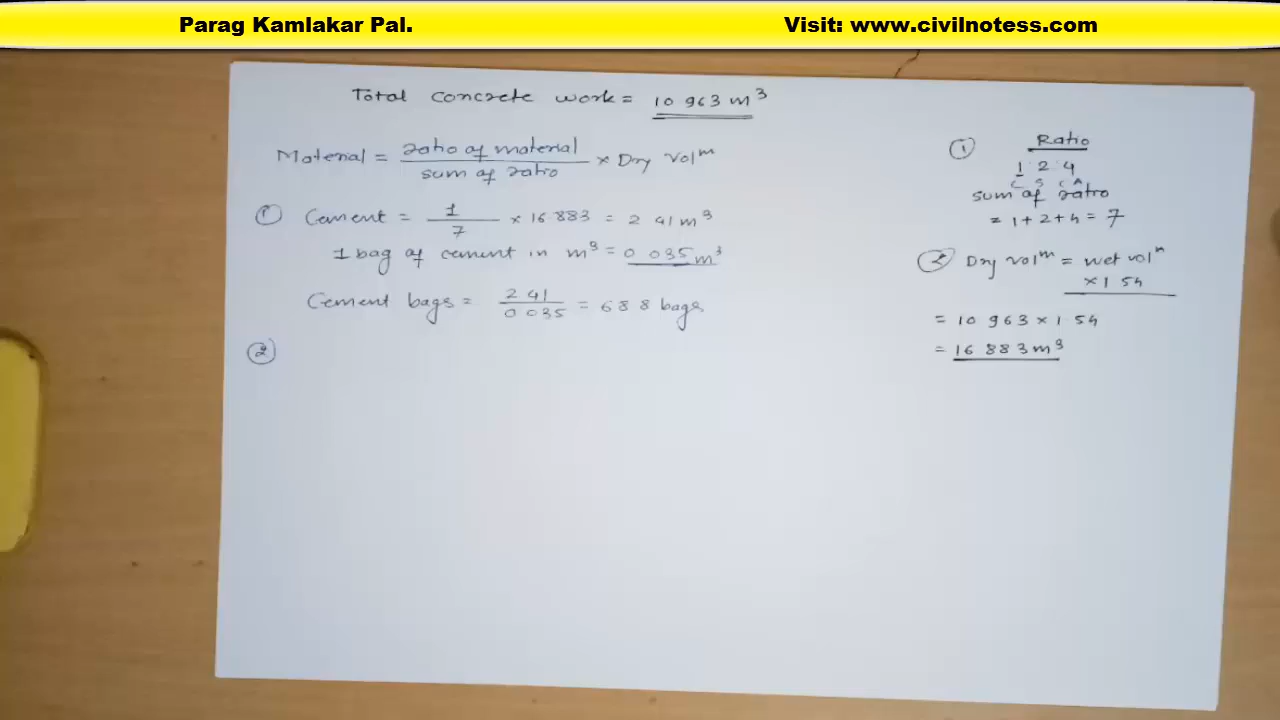 Parag Kamlakar Pal.
Visit: www.civilnotess.com
Total concrete work = 10 963 m³
Material = ratio of material / sum of ratio × Dry volᵐ
① Cement = 1/7 × 16 883 = 2 41 m³
1 bag of cement in m³ = 0 035 m³
Cement bags = 2 41 / 0 035 = 6 8 8 bags
②
① Ratio
1 : 2 : 4
C S C A
sum of ratio
= 1 + 2 + 4 = 7
② Dry volᵐ = wet volᵐ
× 1 54
= 10 963 × 1 54
= 16 883 m³